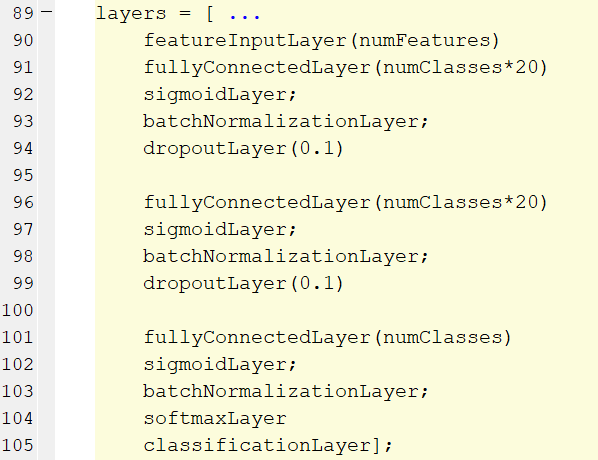 89 − layers = [ ...
90 featureInputLayer(numFeatures)
91 fullyConnectedLayer(numClasses*20)
92 sigmoidLayer;
93 batchNormalizationLayer;
94 dropoutLayer(0.1)
95
96 fullyConnectedLayer(numClasses*20)
97 sigmoidLayer;
98 batchNormalizationLayer;
99 dropoutLayer(0.1)
100
101 fullyConnectedLayer(numClasses)
102 sigmoidLayer;
103 batchNormalizationLayer;
104 softmaxLayer
105 classificationLayer];